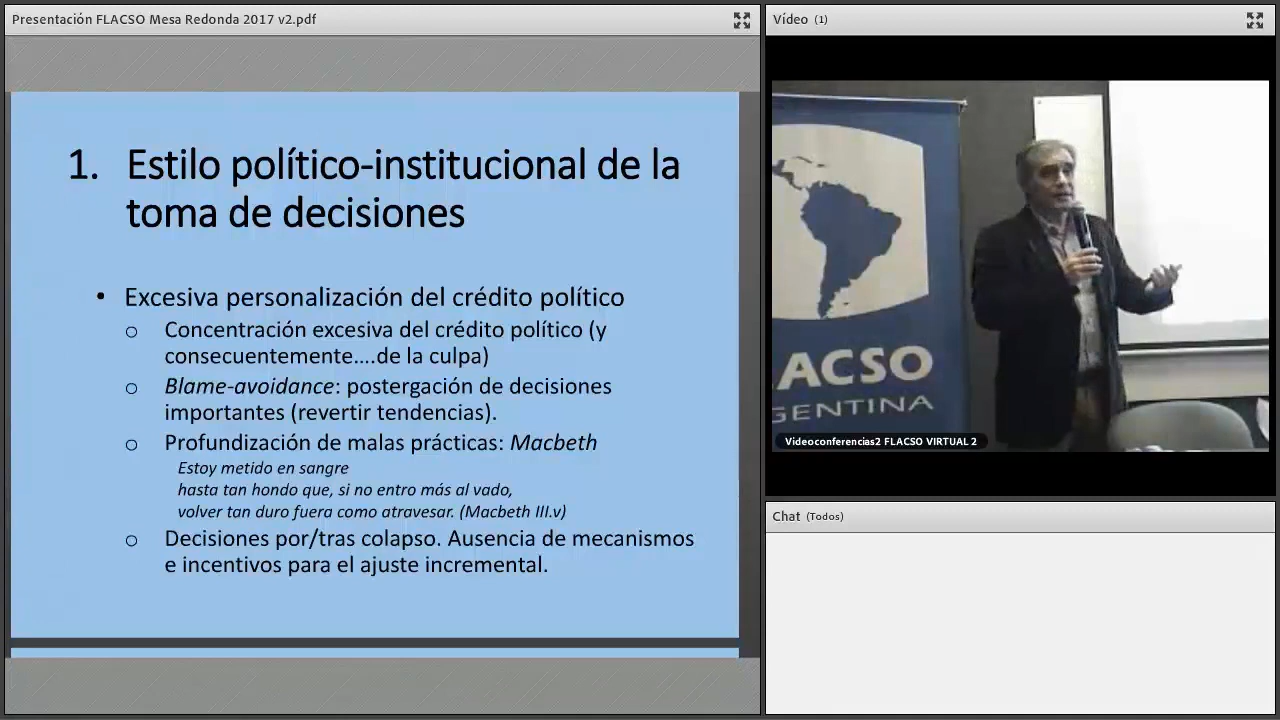 Presentación FLACSO Mesa Redonda 2017 v2.pdf
1. Estilo político-institucional de la
toma de decisiones
• Excesiva personalización del crédito político
o Concentración excesiva del crédito político (y
consecuentemente....de la culpa)
o Blame-avoidance: postergación de decisiones
importantes (revertir tendencias).
o Profundización de malas prácticas: Macbeth
Estoy metido en sangre
hasta tan hondo que, si no entro más al vado,
volver tan duro fuera como atravesar. (Macbeth III.v)
o Decisiones por/tras colapso. Ausencia de mecanismos
e incentivos para el ajuste incremental.
Vídeo (1)
LACSO
GENTINA
Videoconferencias2 FLACSO VIRTUAL 2
Chat (Todos)